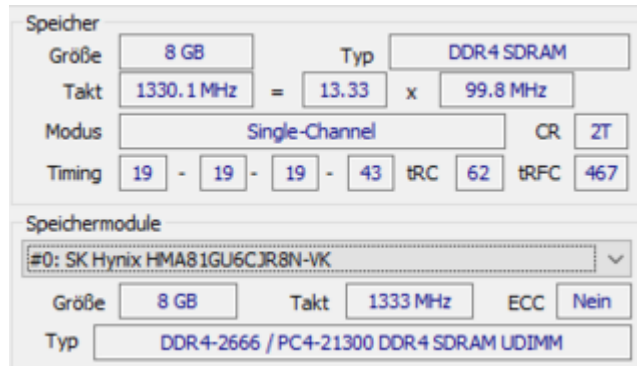 Speicher
Größe 8 GB Typ DDR4 SDRAM
Takt 1330.1 MHz = 13.33 x 99.8 MHz
Modus Single-Channel CR 2T
Timing 19 - 19 - 19 - 43 tRC 62 tRFC 467
Speichermodule
#0: SK Hynix HMA81GU6CJR8N-VK
Größe 8 GB Takt 1333 MHz ECC Nein
Typ DDR4-2666 / PC4-21300 DDR4 SDRAM UDIMM